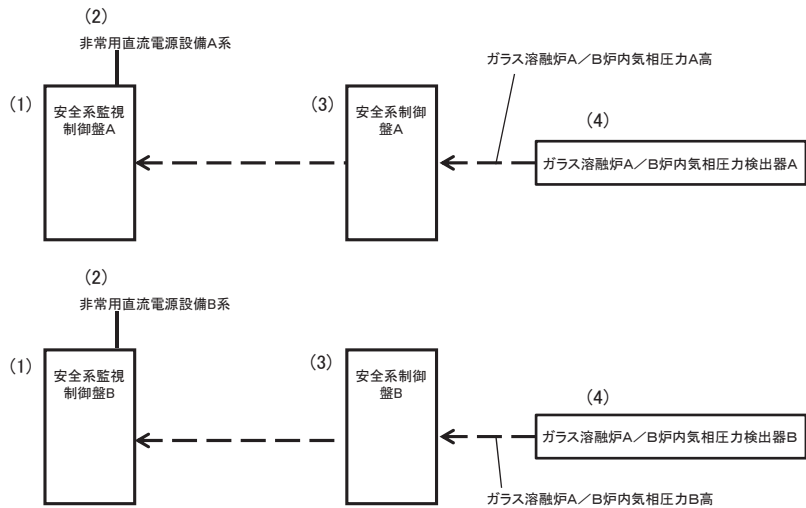 (2)
非常用直流電源設備A系
ガラス溶融炉A／B炉内気相圧力A高
(1)
安全系監視
制御盤A
(3)
安全系制御
盤A
(4)
ガラス溶融炉A／B炉内気相圧力検出器A
(2)
非常用直流電源設備B系
(1)
安全系監視
制御盤B
(3)
安全系制御
盤B
(4)
ガラス溶融炉A／B炉内気相圧力検出器B
ガラス溶融炉A／B炉内気相圧力B高